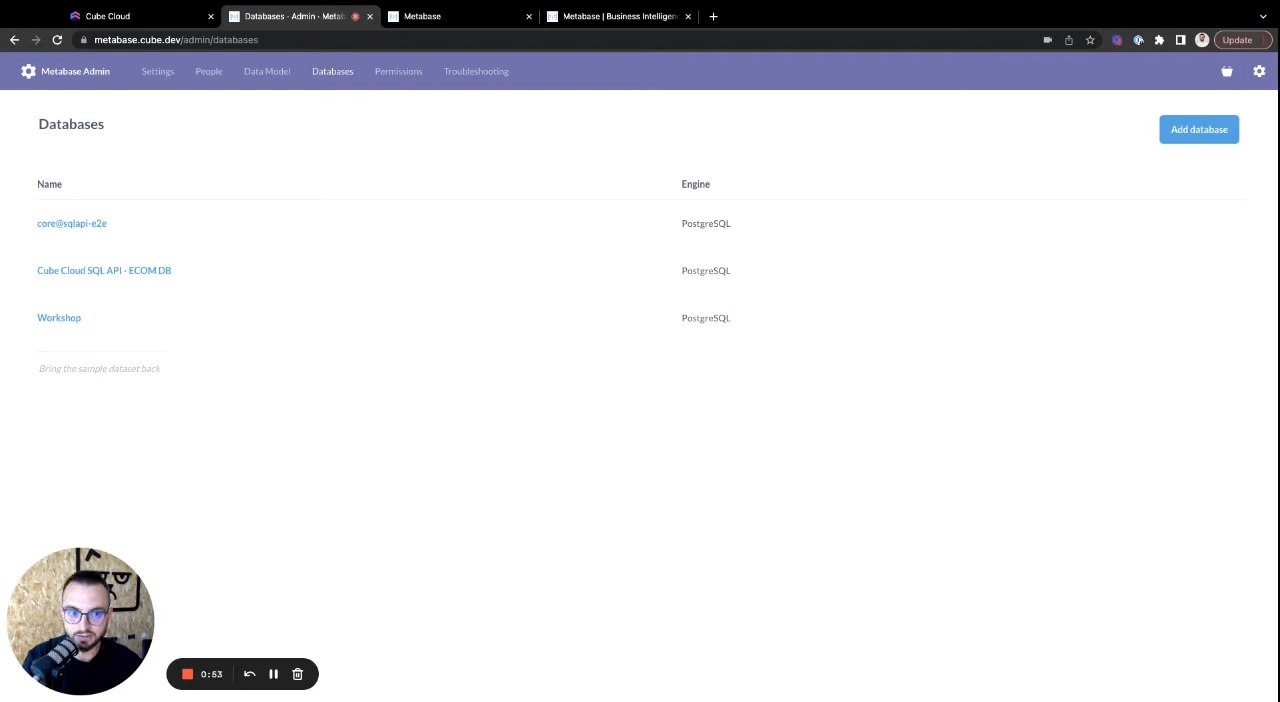 Cube Cloud
Databases · Admin · Metab
Metabase
Metabase | Business Intelligen
metabase.cube.dev/admin/databases
Update
Metabase Admin
Settings
People
Data Model
Databases
Permissions
Troubleshooting
Databases
Add database
Name
Engine
core@sqlapi-e2e
PostgreSQL
Cube Cloud SQL API - ECOM DB
PostgreSQL
Workshop
PostgreSQL
Bring the sample dataset back
0:53